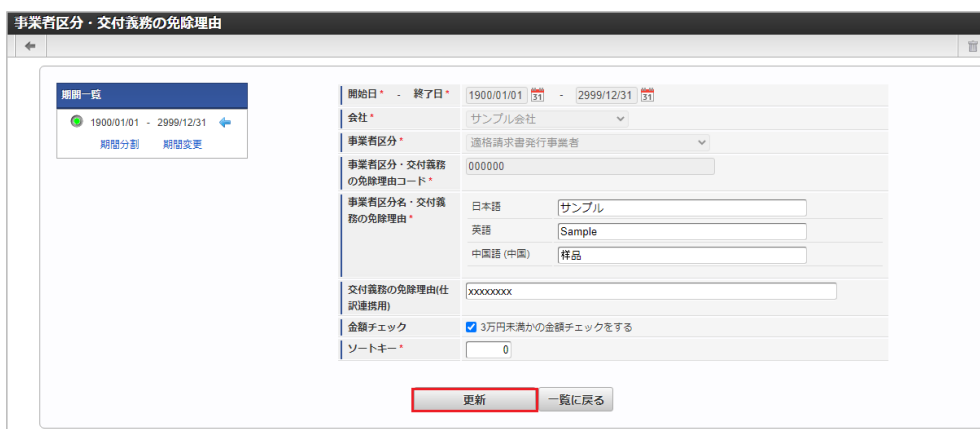 事業者区分・交付義務の免除理由
期間一覧
1900/01/01 - 2999/12/31
期間分割 期間変更
開始日* - 終了日* 1900/01/01 31 - 2999/12/31 31
会社* サンプル会社
事業者区分* 適格請求書発行事業者
事業者区分・交付義務
の免除理由コード* 000000
事業者区分名・交付義
務の免除理由*
日本語 サンプル
英語 Sample
中国語 (中国) 样品
交付義務の免除理由(仕
訳連携用) xxxxxxxx
金額チェック 3万円未満かの金額チェックをする
ソートキー* 0
更新 一覧に戻る